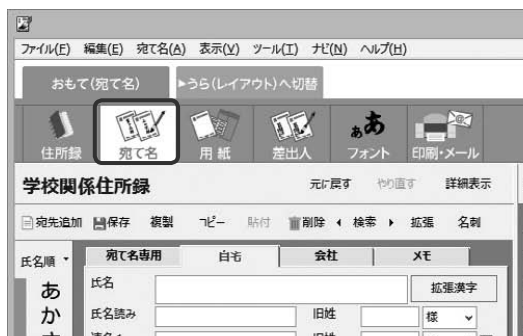 ファイル(F) 編集(E) 宛て名(A) 表示(V) ツール(T) ナビ(N) ヘルプ(H)
おもて(宛て名) ▶うら(レイアウト)へ切替
住所録 宛て名 用紙 差出人 フォント 印刷・メール
学校関係住所録 元に戻す やり直す 詳細表示
宛先追加 保存 複製 コピー 貼付 削除 検索 拡張 名刺
氏名順 宛て名専用 自宅 会社 メモ
あ 氏名 拡張漢字
か 氏名読み 旧姓 様